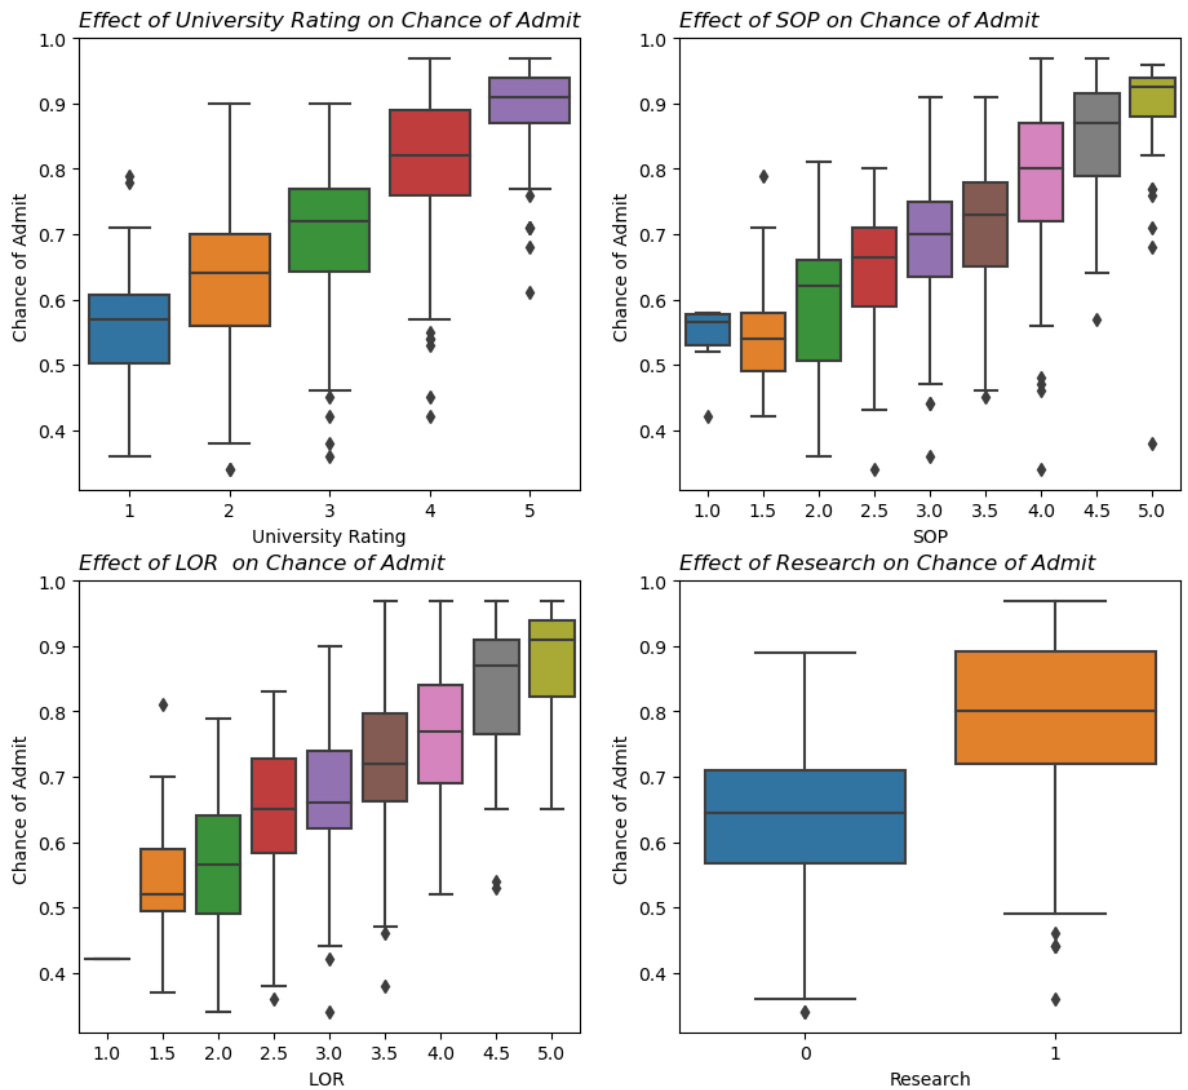 Effect of University Rating on Chance of Admit
1.0
0.9
0.8
0.7
0.6
0.5
0.4
Chance of Admit
1 2 3 4 5
University Rating
Effect of SOP on Chance of Admit
1.0
0.9
0.8
0.7
0.6
0.5
0.4
Chance of Admit
1.0 1.5 2.0 2.5 3.0 3.5 4.0 4.5 5.0
SOP
Effect of LOR  on Chance of Admit
1.0
0.9
0.8
0.7
0.6
0.5
0.4
Chance of Admit
1.0 1.5 2.0 2.5 3.0 3.5 4.0 4.5 5.0
LOR
Effect of Research on Chance of Admit
1.0
0.9
0.8
0.7
0.6
0.5
0.4
Chance of Admit
0 1
Research